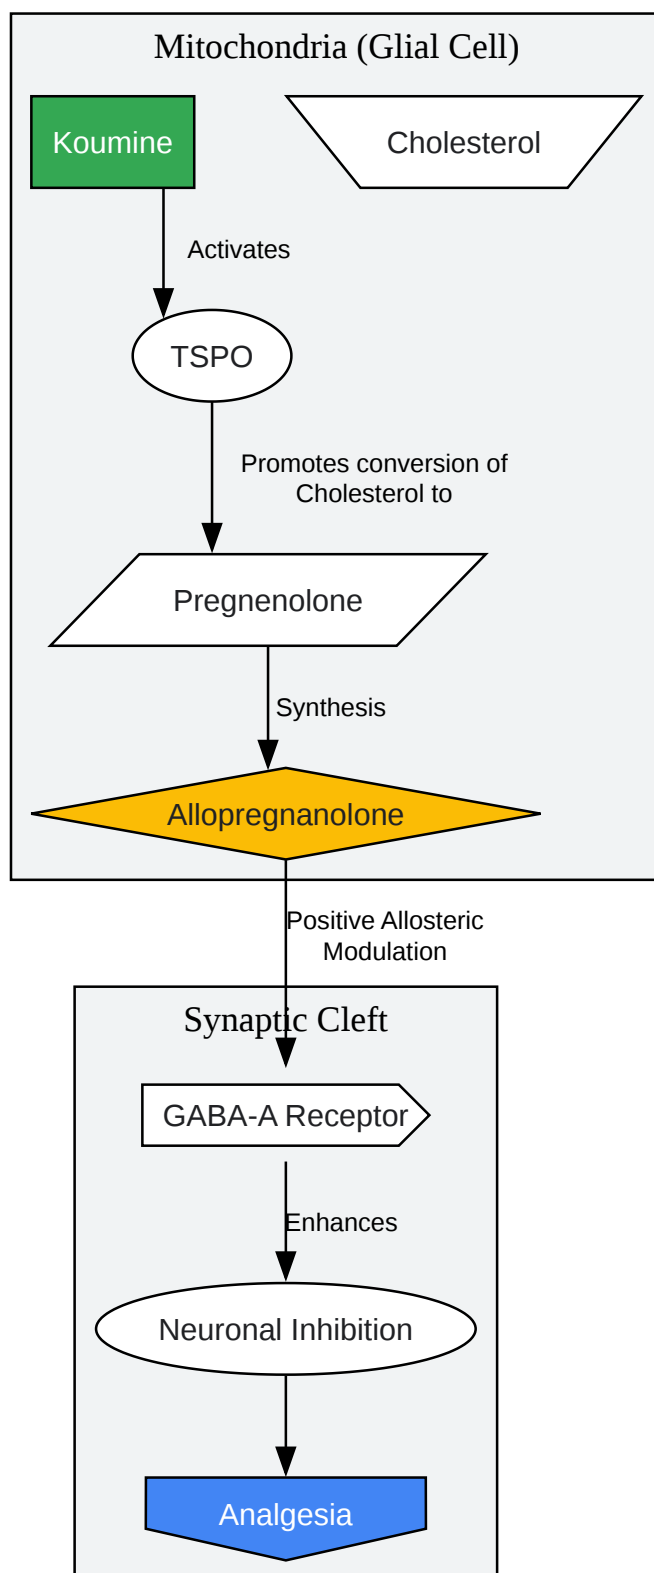 Mitochondria (Glial Cell)
Koumine
Cholesterol
Activates
TSPO
Promotes conversion of
Cholesterol to
Pregnenolone
Synthesis
Allopregnanolone
Positive Allosteric
Modulation
Synaptic Cleft
GABA-A Receptor
Enhances
Neuronal Inhibition
Analgesia